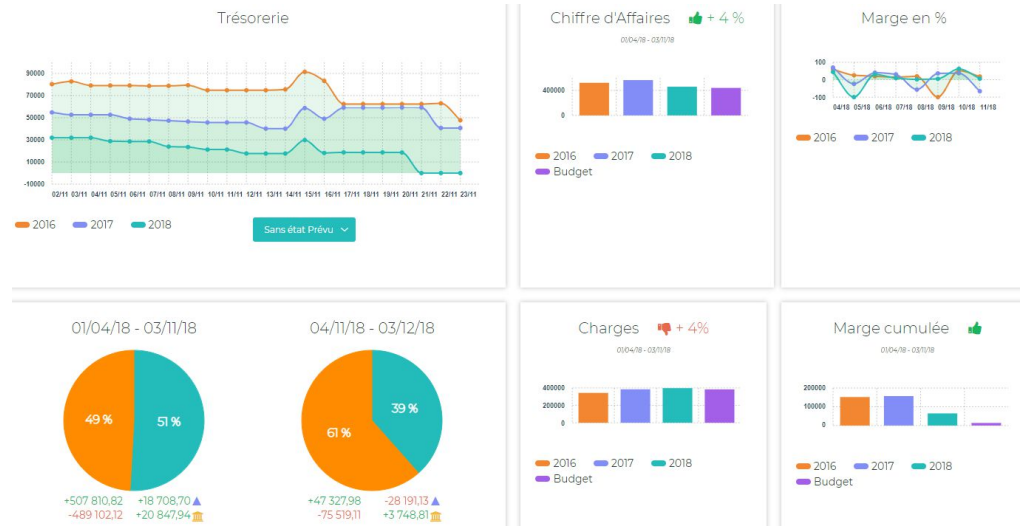 Trésorerie
90000
70000
50000
30000
10000
-10000
02/11 03/11 04/11 05/11 06/11 07/11 08/11 09/11 10/11 11/11 12/11 13/11 14/11 15/11 16/11 17/11 18/11 19/11 20/11 21/11 22/11 23/11
2016 2017 2018
Sans état Prévu
Chiffre d'Affaires + 4 %
01/04/18 - 03/11/18
400000
0
2016 2017 2018
Budget
Marge en %
100
0
-100
04/18 05/18 06/18 07/18 08/18 09/18 10/18 11/18
2016 2017 2018
01/04/18 - 03/11/18
49 %
51 %
+507 810,82 +18 708,70
-489 102,12 +20 847,94
04/11/18 - 03/12/18
39 %
61 %
+47 327,98 -28 191,13
-75 519,11 +3 748,81
Charges + 4%
01/04/18 - 03/11/18
400000
200000
0
2016 2017 2018
Budget
Marge cumulée
01/04/18 - 03/11/18
200000
100000
0
2016 2017 2018
Budget